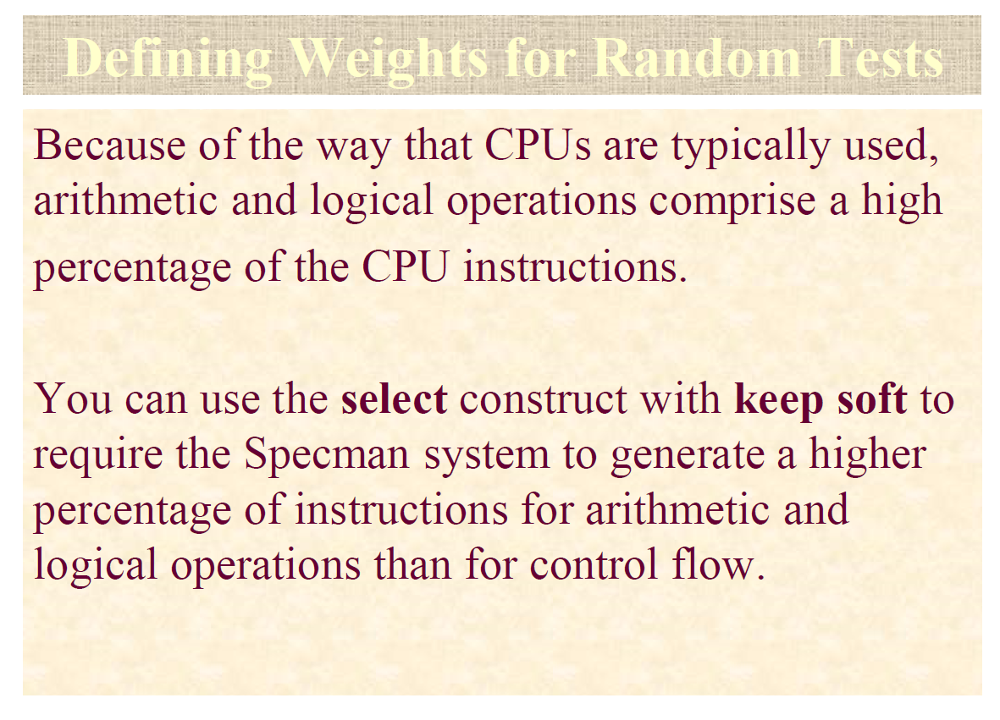 Defining Weights for Random Tests
Because of the way that CPUs are typically used,
arithmetic and logical operations comprise a high
percentage of the CPU instructions.
You can use the select construct with keep soft to
require the Specman system to generate a higher
percentage of instructions for arithmetic and
logical operations than for control flow.